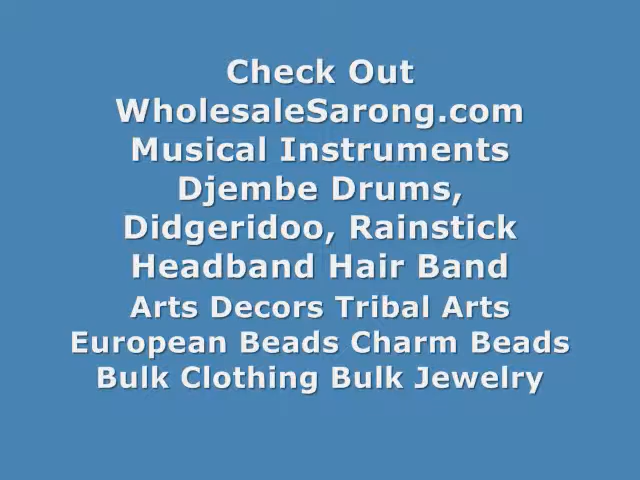 Check Out
WholesaleSarong.com
Musical Instruments
Djembe Drums,
Didgeridoo, Rainstick
Headband Hair Band
Arts Decors Tribal Arts
European Beads Charm Beads
Bulk Clothing Bulk Jewelry